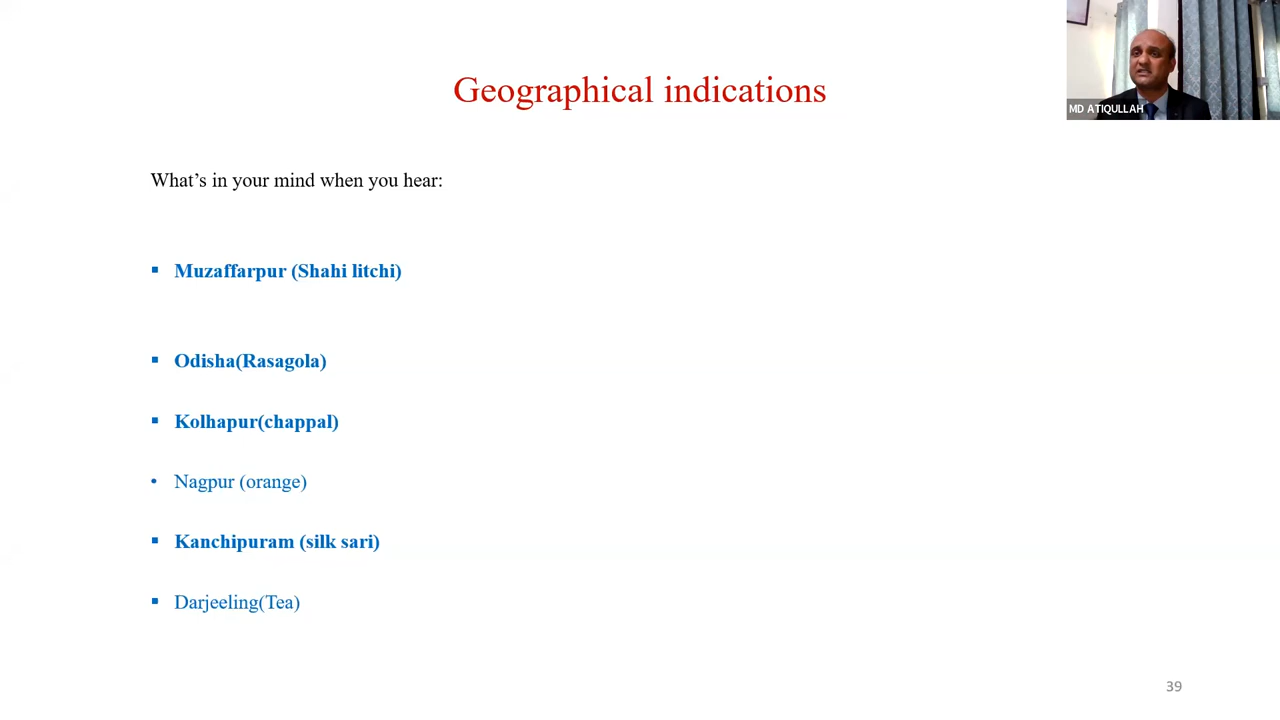 Geographical indications
MD ATIQULLAH
What's in your mind when you hear:
▪ Muzaffarpur (Shahi litchi)
▪ Odisha(Rasagola)
▪ Kolhapur(chappal)
• Nagpur (orange)
▪ Kanchipuram (silk sari)
▪ Darjeeling(Tea)
39